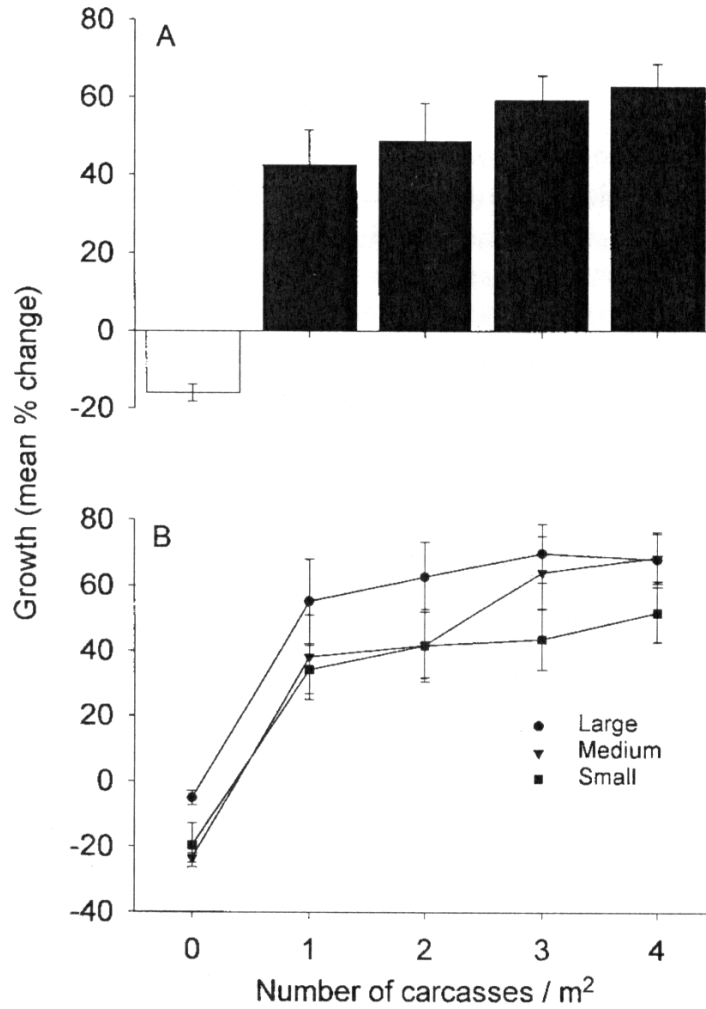 Growth (mean % change)
A
80
60
40
20
0
-20
B
80
60
40
20
0
-20
-40
Large
Medium
Small
0 1 2 3 4
Number of carcasses / m²